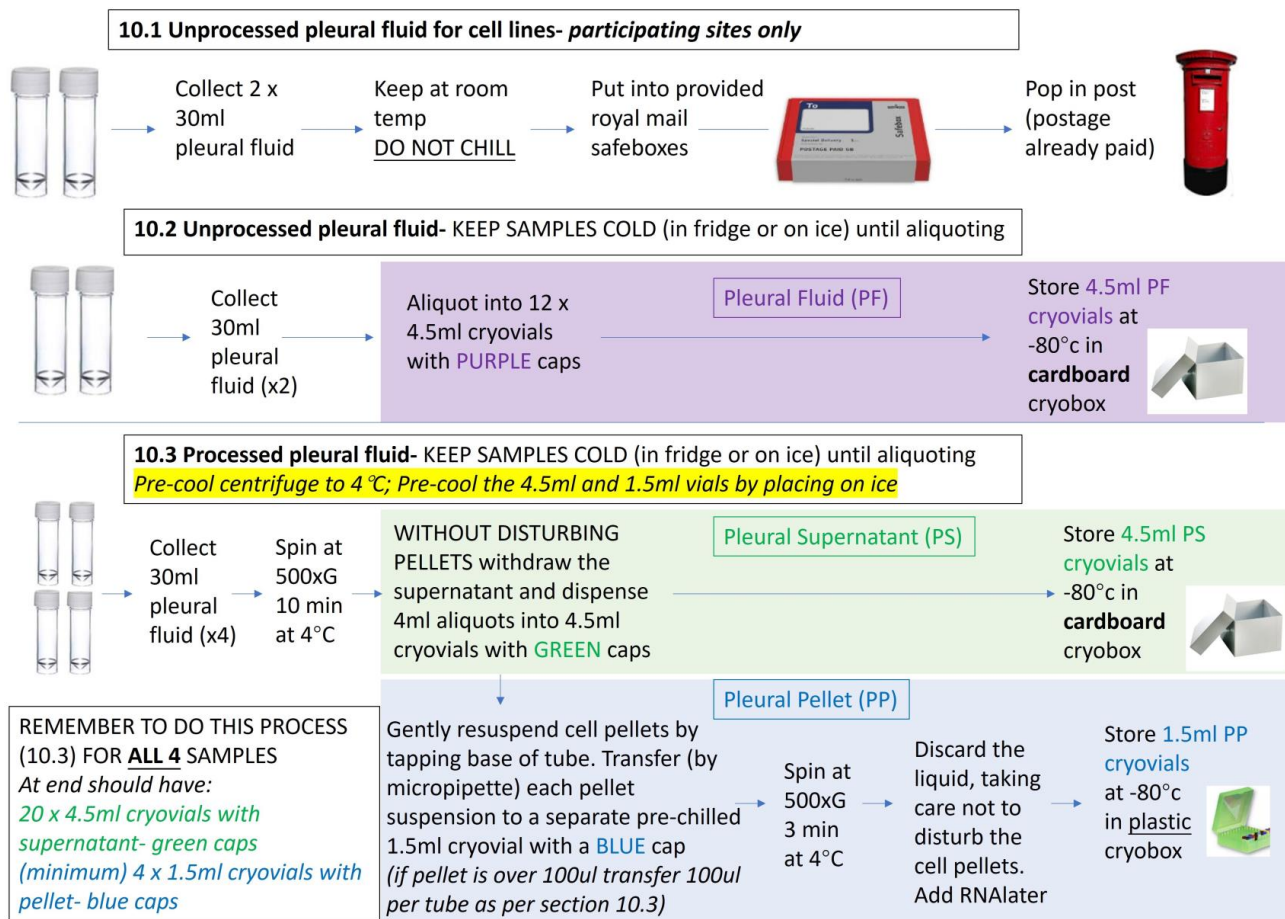 10.1 Unprocessed pleural fluid for cell lines- participating sites only
Collect 2 x
30ml
pleural fluid
Keep at room
temp
DO NOT CHILL
Put into provided
royal mail
safeboxes
To
Safebox
POSTAGE PAID GB
Pop in post
(postage
already paid)
10.2 Unprocessed pleural fluid- KEEP SAMPLES COLD (in fridge or on ice) until aliquoting
Collect
30ml
pleural
fluid (x2)
Aliquot into 12 x
4.5ml cryovials
with PURPLE caps
Pleural Fluid (PF)
Store 4.5ml PF
cryovials at
-80°c in
cardboard
cryobox
10.3 Processed pleural fluid- KEEP SAMPLES COLD (in fridge or on ice) until aliquoting
Pre-cool centrifuge to 4°C; Pre-cool the 4.5ml and 1.5ml vials by placing on ice
Collect
30ml
pleural
fluid (x4)
Spin at
500xG
10 min
at 4°C
WITHOUT DISTURBING
PELLETS withdraw the
supernatant and dispense
4ml aliquots into 4.5ml
cryovials with GREEN caps
Pleural Supernatant (PS)
Store 4.5ml PS
cryovials at
-80°c in
cardboard
cryobox
REMEMBER TO DO THIS PROCESS
(10.3) FOR ALL 4 SAMPLES
At end should have:
20 x 4.5ml cryovials with
supernatant- green caps
(minimum) 4 x 1.5ml cryovials with
pellet- blue caps
Pleural Pellet (PP)
Gently resuspend cell pellets by
tapping base of tube. Transfer (by
micropipette) each pellet
suspension to a separate pre-chilled
1.5ml cryovial with a BLUE cap
(if pellet is over 100ul transfer 100ul
per tube as per section 10.3)
Spin at
500xG
3 min
at 4°C
Discard the
liquid, taking
care not to
disturb the
cell pellets.
Add RNAlater
Store 1.5ml PP
cryovials
at -80°c
in plastic
cryobox